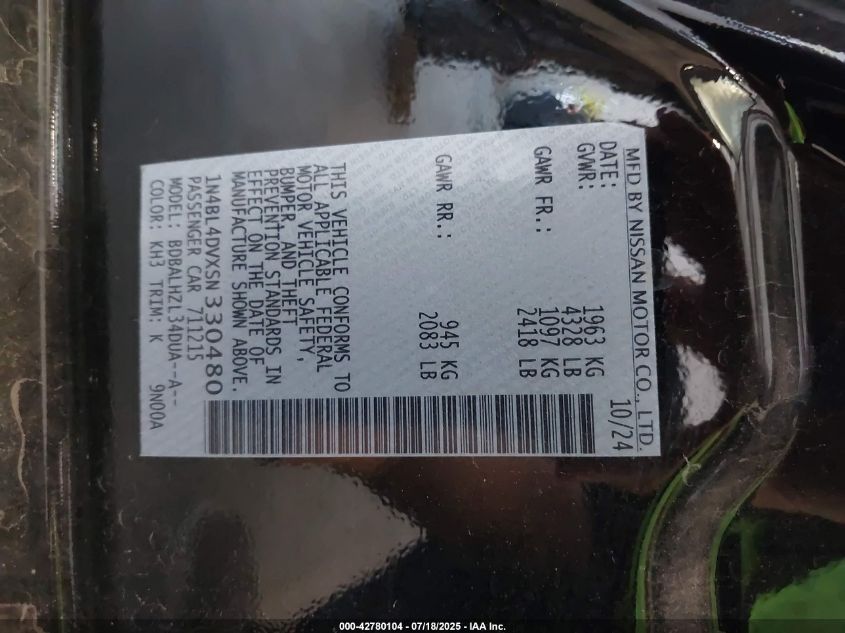 MFD BY NISSAN MOTOR CO., LTD.
DATE: 10/24
GVWR: 1963 KG
4328 LB
GAWR FR.: 1097 KG
2418 LB
GAWR RR.: 945 KG
2083 LB
THIS VEHICLE CONFORMS TO
ALL APPLICABLE FEDERAL
MOTOR VEHICLE SAFETY,
BUMPER, AND THEFT
PREVENTION STANDARDS IN
EFFECT ON THE DATE OF
MANUFACTURE SHOWN ABOVE.
1N4BL4DVXSN330480
PASSENGER CAR 711215
MODEL: BDBALHZL34DUA--A--
COLOR: KH3 TRIM: K 9N00A
000-42780104 - 07/18/2025 - IAA Inc.